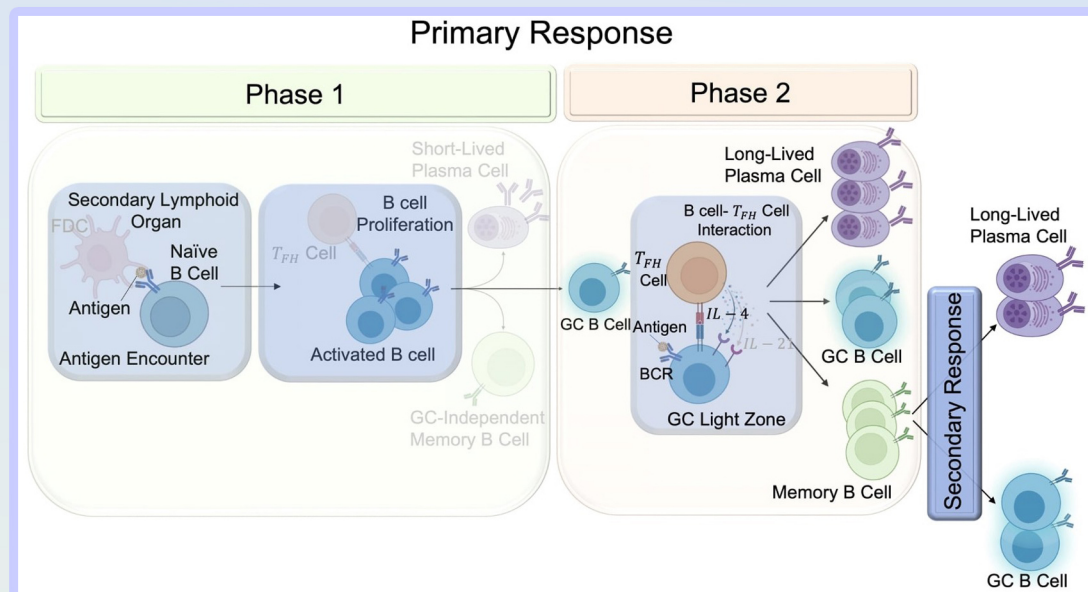 Primary Response
Phase 1
Phase 2
Short-Lived
Plasma Cell
Secondary Lymphoid
Organ
FDC
Naïve
B Cell
Antigen
Antigen Encounter
B cell
Proliferation
T_FH Cell
Activated B cell
GC-Independent
Memory B Cell
GC B Cell
Long-Lived
Plasma Cell
B cell- T_FH Cell
Interaction
T_FH
Cell
IL-4
Antigen
IL-21
BCR
GC Light Zone
GC B Cell
Memory B Cell
Secondary Response
Long-Lived
Plasma Cell
GC B Cell